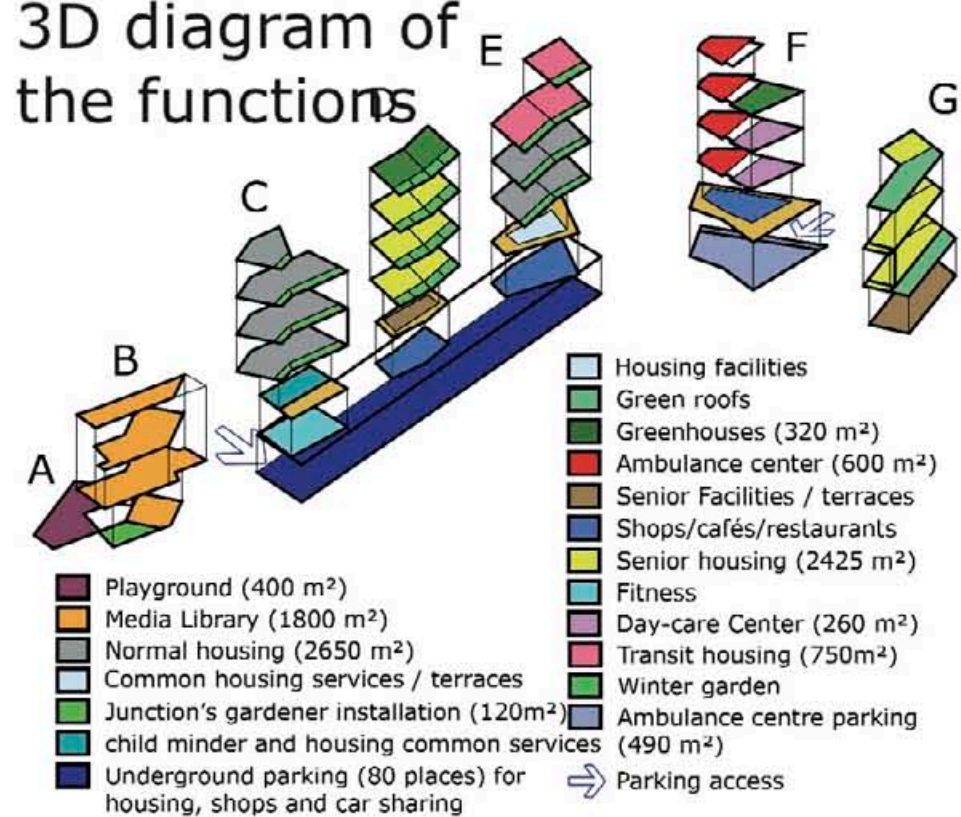 3D diagram of
the functions
A
B
C
D
E
F
G
Playground (400 m²)
Media Library (1800 m²)
Normal housing (2650 m²)
Common housing services / terraces
Junction's gardener installation (120m²)
child minder and housing common services
Underground parking (80 places) for
housing, shops and car sharing
Housing facilities
Green roofs
Greenhouses (320 m²)
Ambulance center (600 m²)
Senior Facilities / terraces
Shops/cafés/restaurants
Senior housing (2425 m²)
Fitness
Day-care Center (260 m²)
Transit housing (750m²)
Winter garden
Ambulance centre parking
(490 m²)
Parking access